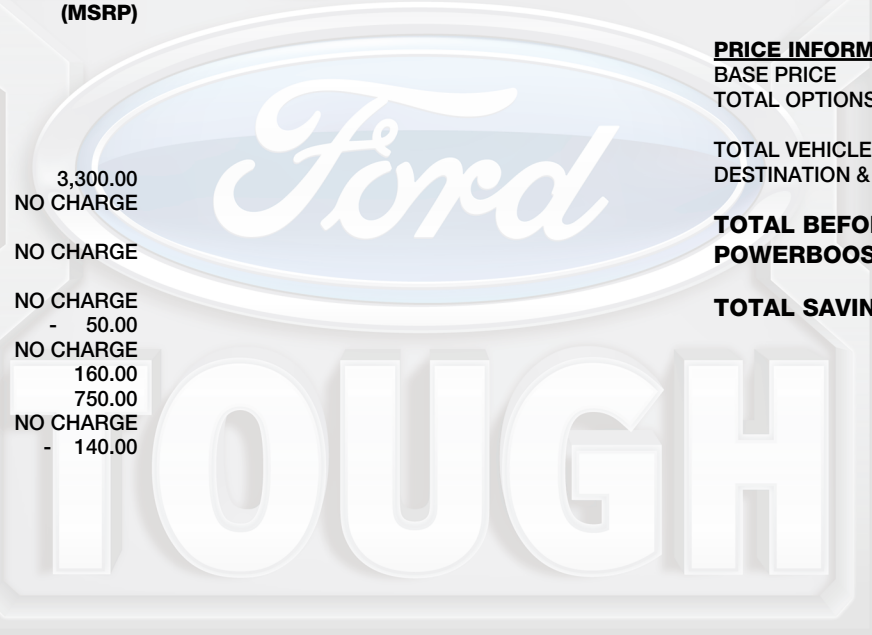 (MSRP)
3,300.00
NO CHARGE
NO CHARGE
NO CHARGE
- 50.00
NO CHARGE
160.00
750.00
NO CHARGE
- 140.00
PRICE INFORM
BASE PRICE
TOTAL OPTIONS
TOTAL VEHICLE
DESTINATION &
TOTAL BEFO
POWERBOOS
TOTAL SAVIN
Ford
TOUGH